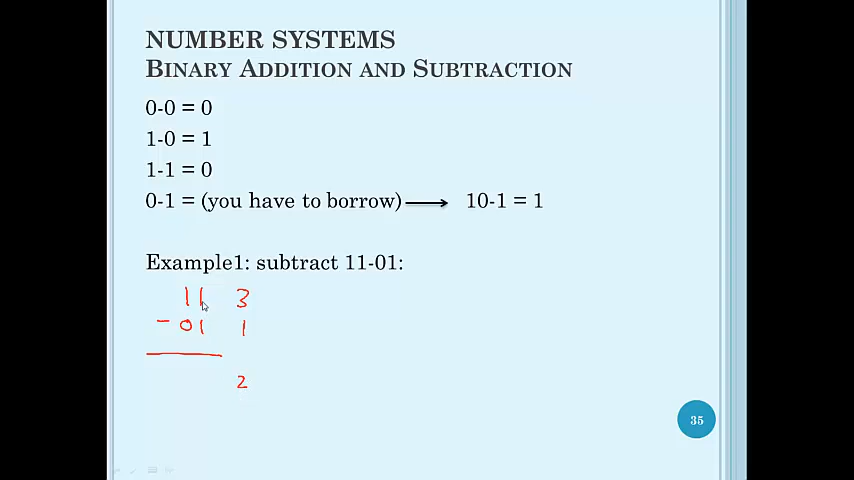 NUMBER SYSTEMS
BINARY ADDITION AND SUBTRACTION
0-0 = 0
1-0 = 1
1-1 = 0
0-1 = (you have to borrow) → 10-1 = 1
Example1: subtract 11-01:
11 3
- 01 1
2
35